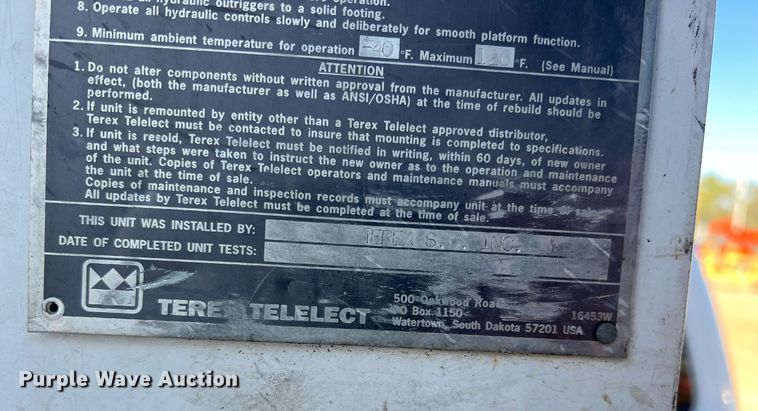 all hydraulic outriggers to a solid footing.
8. Operate all hydraulic controls slowly and deliberately for smooth platform function.
9. Minimum ambient temperature for operation -40 °F. Maximum 120 °F. (See Manual)
ATTENTION
1. Do not alter components without written approval from the manufacturer. All updates in
effect, (both the manufacturer as well as ANSI/OSHA) at the time of rebuild should be
performed.
2. If unit is remounted by entity other than a Terex Telelect approved distributor,
Terex Telelect must be contacted to insure that mounting is completed to specifications.
3. If unit is resold, Terex Telelect must be notified in writing, within 60 days, of new owner
and what steps were taken to instruct the new owner as to the operation and maintenance
of the unit. Copies of Terex Telelect operators and maintenance manuals must accompany
the unit at the time of sale.
Copies of maintenance and inspection records must accompany unit at the time of sale.
All updates by Terex Telelect must be completed at the time of sale.
THIS UNIT WAS INSTALLED BY: TEREX INC.
DATE OF COMPLETED UNIT TESTS:
TEREX TELELECT
500 Oakwood Road
PO Box 1150
Watertown, South Dakota 57201 USA
16453W
Purple Wave Auction